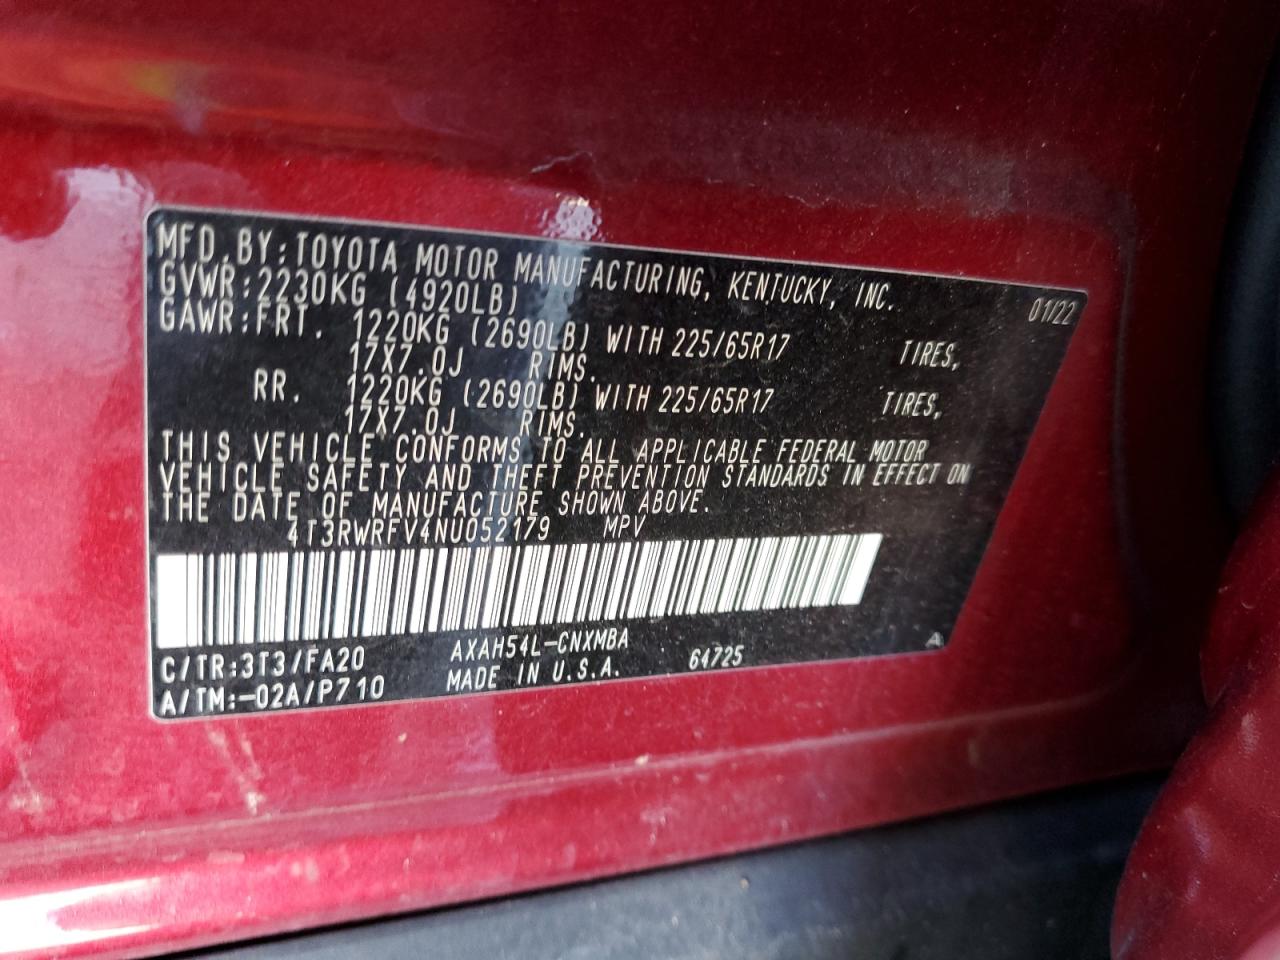 MFD.BY:TOYOTA MOTOR MANUFACTURING, KENTUCKY, INC. 01/22
GVWR:2230KG (4920LB)
GAWR:FRT. 1220KG (2690LB) WITH 225/65R17 TIRES,
17X7.0J RIMS.
RR. 1220KG (2690LB) WITH 225/65R17 TIRES,
17X7.0J RIMS.
THIS VEHICLE CONFORMS TO ALL APPLICABLE FEDERAL MOTOR
VEHICLE SAFETY AND THEFT PREVENTION STANDARDS IN EFFECT ON
THE DATE OF MANUFACTURE SHOWN ABOVE.
4T3RWRFV4NU052179 MPV
C/TR:3T3/FA20 AXAH54L-CNXMBA 64725 A
A/TM:-02A/P710 MADE IN U.S.A.